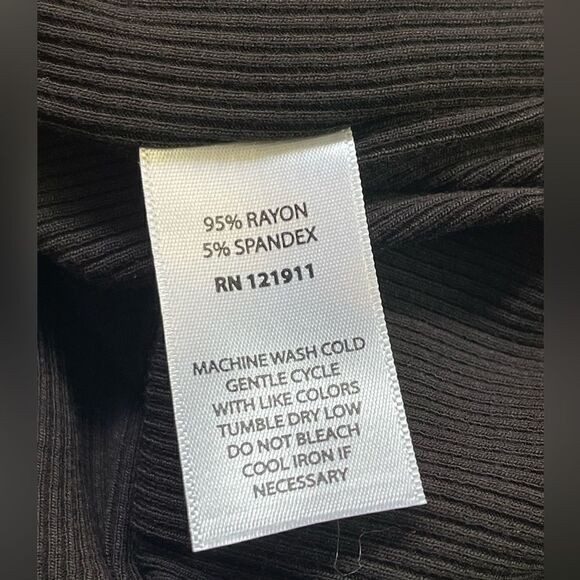 95% RAYON
5% SPANDEX
RN 121911
MACHINE WASH COLD
GENTLE CYCLE
WITH LIKE COLORS
TUMBLE DRY LOW
DO NOT BLEACH
COOL IRON IF
NECESSARY